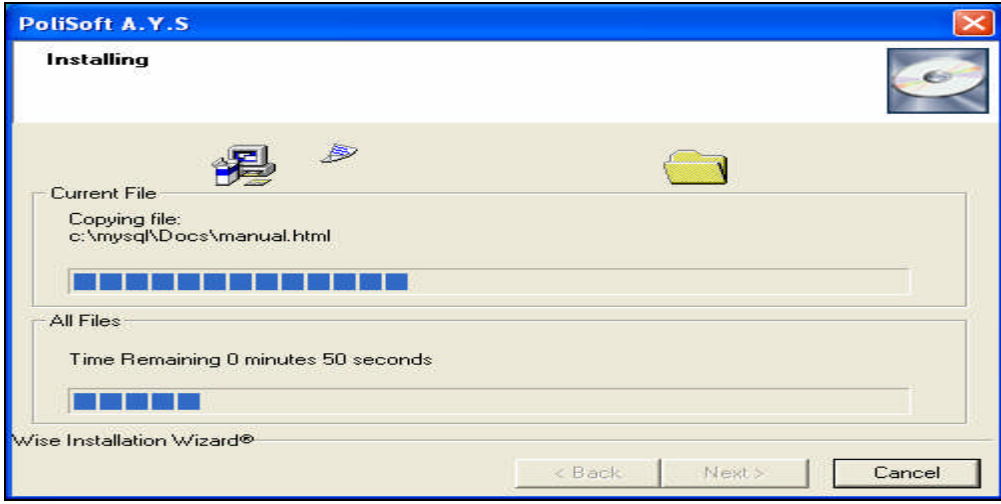 PoliSoft A.Y.S
Installing
Current File
Copying file:
c:\mysql\Docs\manual.html
All Files
Time Remaining 0 minutes 50 seconds
Wise Installation Wizard®
< Back
Next >
Cancel